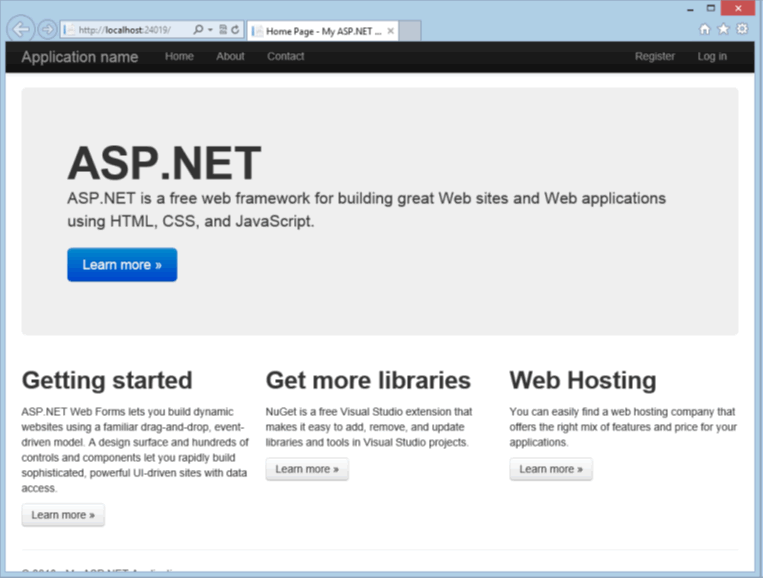 http://localhost:24019/
Home Page - My ASP.NET ...
Application name Home About Contact Register Log in
ASP.NET
ASP.NET is a free web framework for building great Web sites and Web applications
using HTML, CSS, and JavaScript.
Learn more »
Getting started
ASP.NET Web Forms lets you build dynamic
websites using a familiar drag-and-drop, event-
driven model. A design surface and hundreds of
controls and components let you rapidly build
sophisticated, powerful UI-driven sites with data
access.
Learn more »
Get more libraries
NuGet is a free Visual Studio extension that
makes it easy to add, remove, and update
libraries and tools in Visual Studio projects.
Learn more »
Web Hosting
You can easily find a web hosting company that
offers the right mix of features and price for your
applications.
Learn more »
My ASP.NET Application